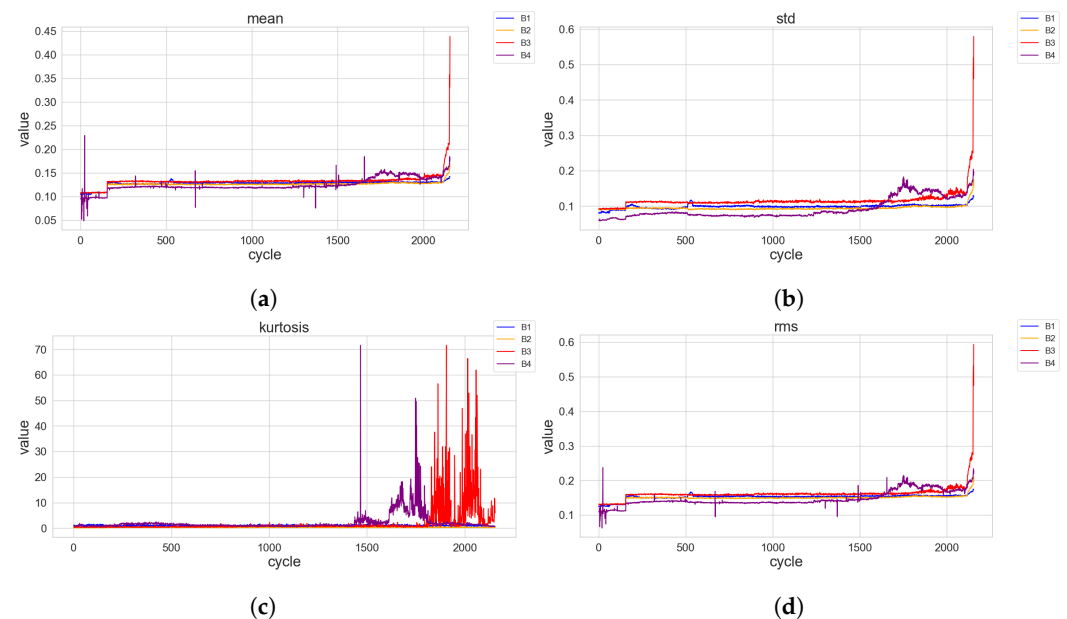 mean
B1
B2
B3
B4
0.45
0.40
0.35
0.30
0.25
0.20
0.15
0.10
0.05
value
0 500 1000 1500 2000
cycle
(a)
std
B1
B2
B3
B4
0.6
0.5
0.4
0.3
0.2
0.1
value
0 500 1000 1500 2000
cycle
(b)
kurtosis
B1
B2
B3
B4
70
60
50
40
30
20
10
0
value
0 500 1000 1500 2000
cycle
(c)
rms
B1
B2
B3
B4
0.6
0.5
0.4
0.3
0.2
0.1
value
0 500 1000 1500 2000
cycle
(d)